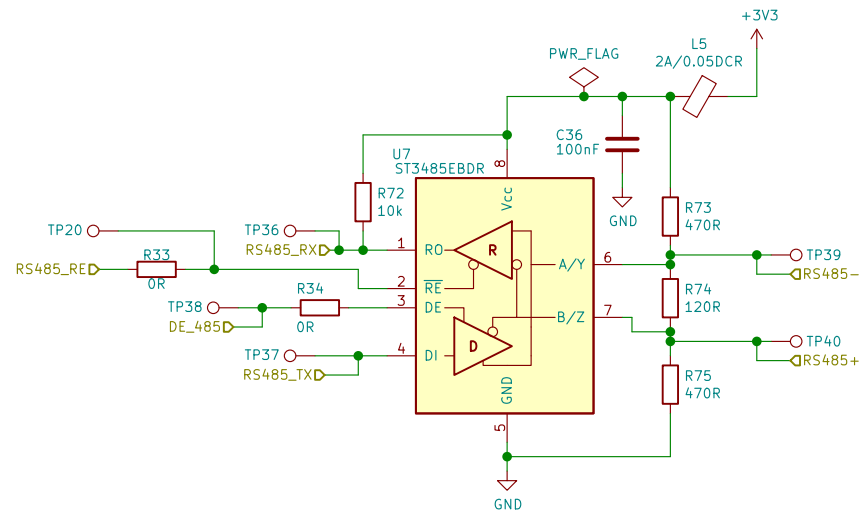 +3V3
L5
2A/0.05DCR
PWR_FLAG
C36
100nF
GND
U7
ST3485EBDR
8
Vcc
R72
10k
R73
470R
TP20
TP36
RS485_RX
1
RO
R
A/Y
6
TP39
RS485-
R33
0R
RS485_RE
2
RE
R34
0R
3
DE
TP38
DE_485
R74
120R
B/Z
7
TP40
RS485+
D
TP37
RS485_TX
4
DI
GND
R75
470R
5
GND